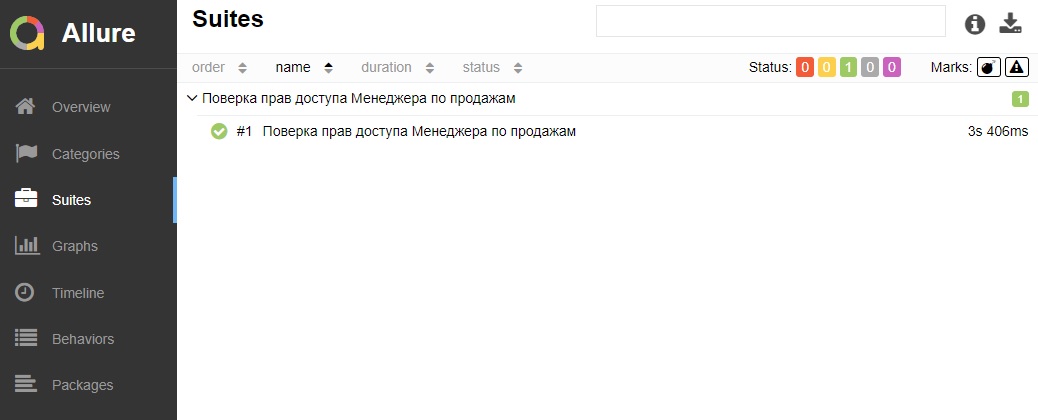 Allure
Overview
Categories
Suites
Graphs
Timeline
Behaviors
Packages
Suites
order name duration status Status: 0 0 1 0 0 Marks:
Поверка прав доступа Менеджера по продажам 1
#1 Поверка прав доступа Менеджера по продажам 3s 406ms